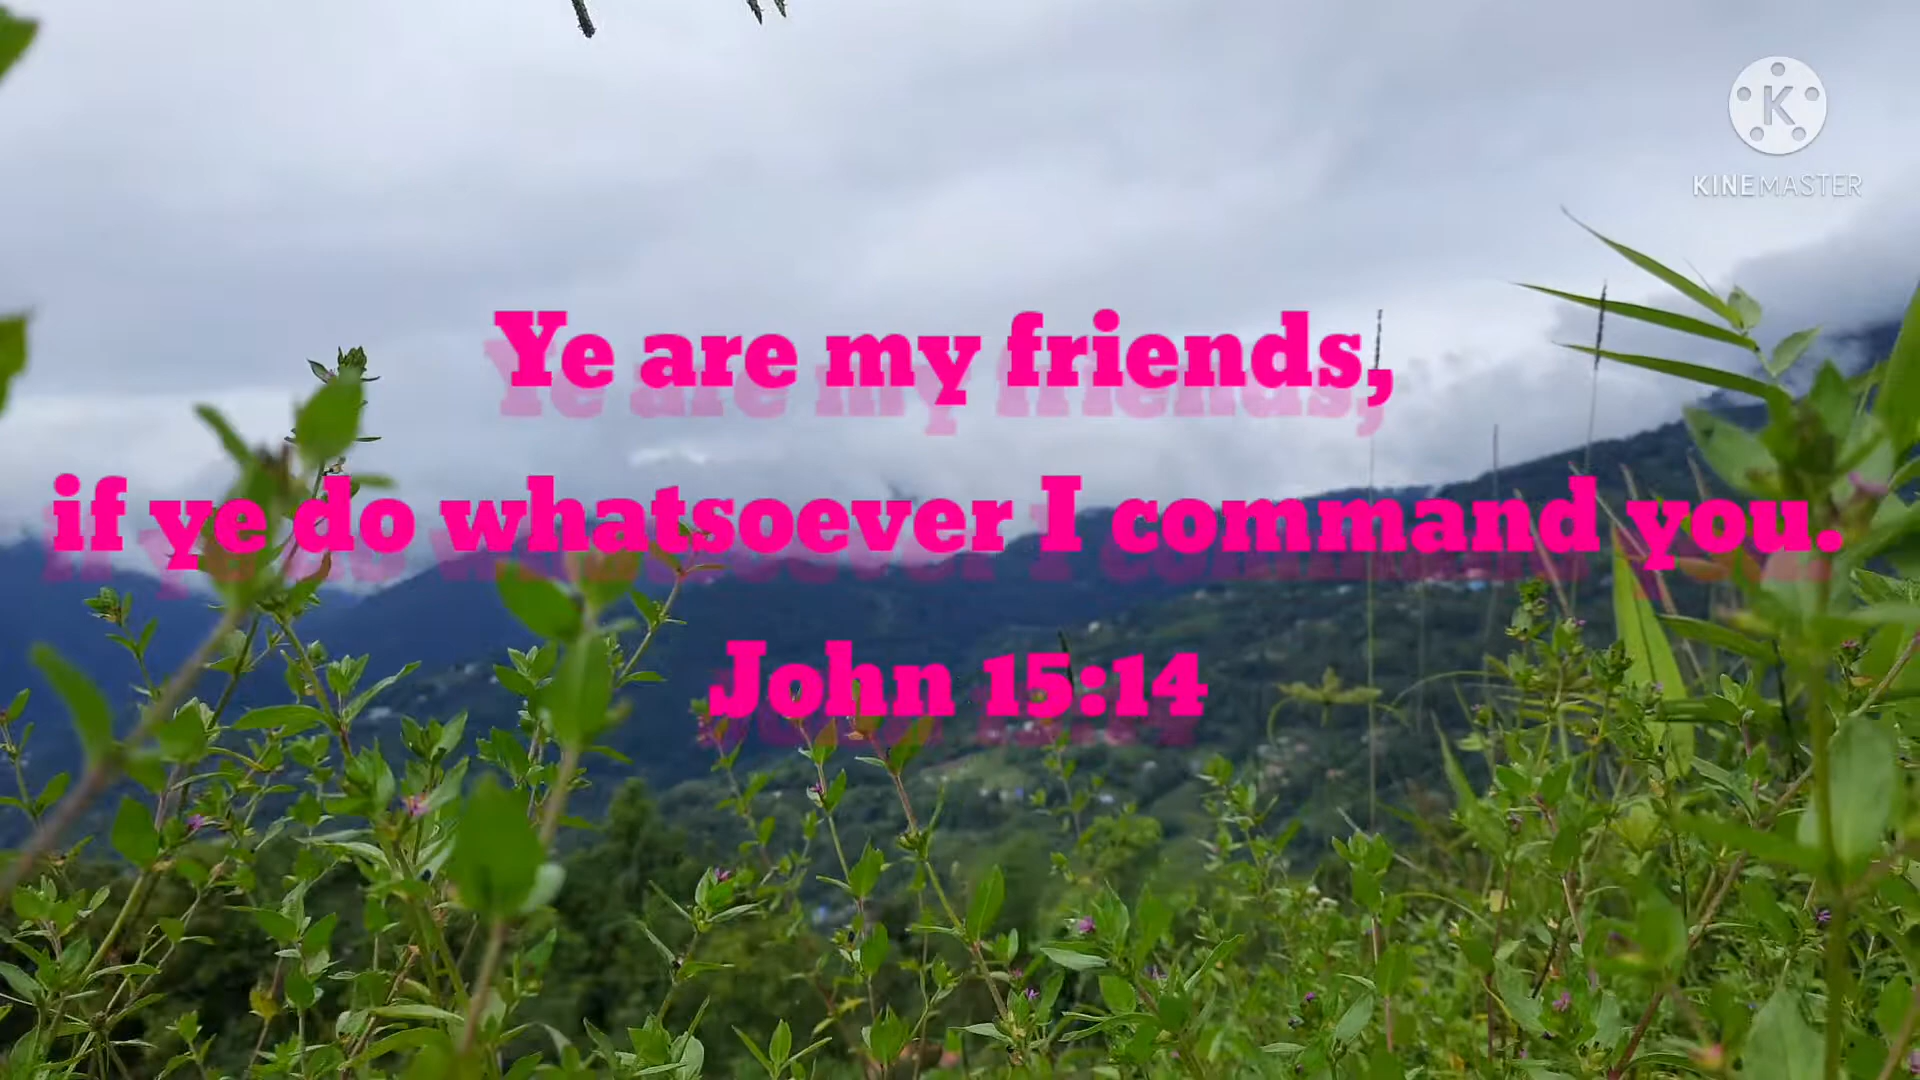 K
KINEMASTER
Ye are my friends,
if ye do whatsoever I command you.
John 15:14